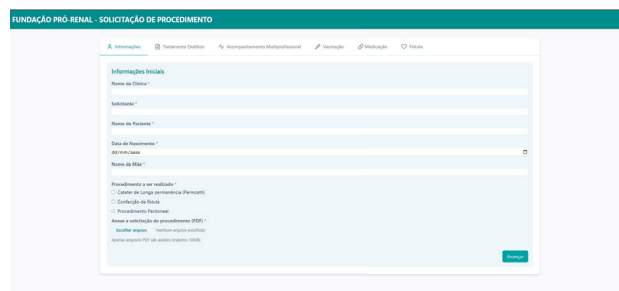 FUNDAÇÃO PRÓ-RENAL - SOLICITAÇÃO DE PROCEDIMENTO
Informações Tratamento Dialítico Acompanhamento Multiprofissional Vacinação Medicação Fístula
Informações Iniciais
Nome da Clínica *
Solicitante *
Nome do Paciente *
Data de Nascimento *
dd/mm/aaaa
Nome da Mãe *
Procedimento a ser realizado *
Cateter de Longa permanência (Permcath)
Confecção de fístula
Procedimento Peritoneal
Anexe a solicitação do procedimento (PDF) *
Escolher arquivo Nenhum arquivo escolhido
Apenas arquivos PDF são aceitos (máximo 10MB)
Avançar